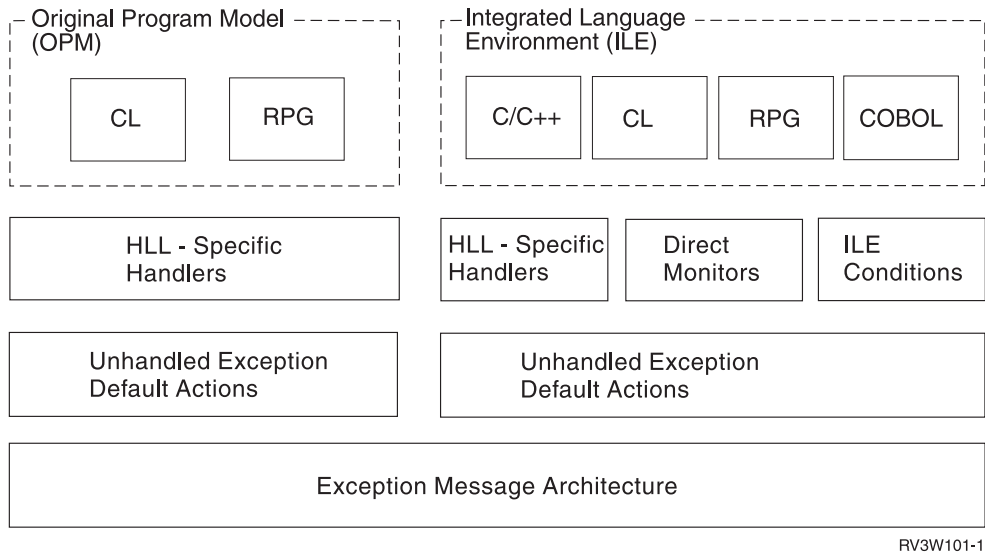 Original Program Model
(OPM)
CL
RPG
Integrated Language
Environment (ILE)
C/C++
CL
RPG
COBOL
HLL - Specific
Handlers
HLL - Specific
Handlers
Direct
Monitors
ILE
Conditions
Unhandled Exception
Default Actions
Unhandled Exception
Default Actions
Exception Message Architecture
RV3W101-1